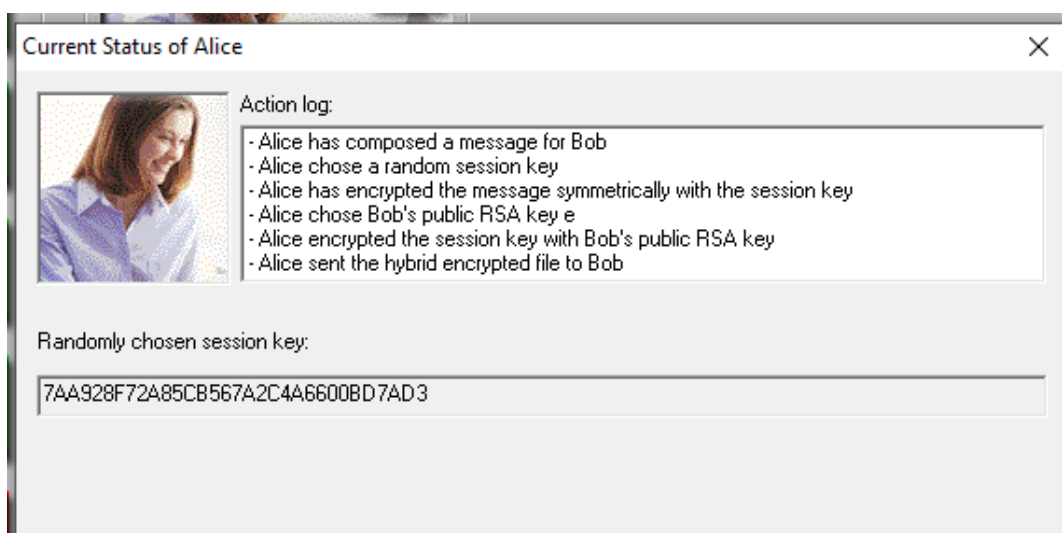 Current Status of Alice
Action log:
- Alice has composed a message for Bob
- Alice chose a random session key
- Alice has encrypted the message symmetrically with the session key
- Alice chose Bob's public RSA key e
- Alice encrypted the session key with Bob's public RSA key
- Alice sent the hybrid encrypted file to Bob
Randomly chosen session key:
7AA928F72A85CB567A2C4A6600BD7AD3